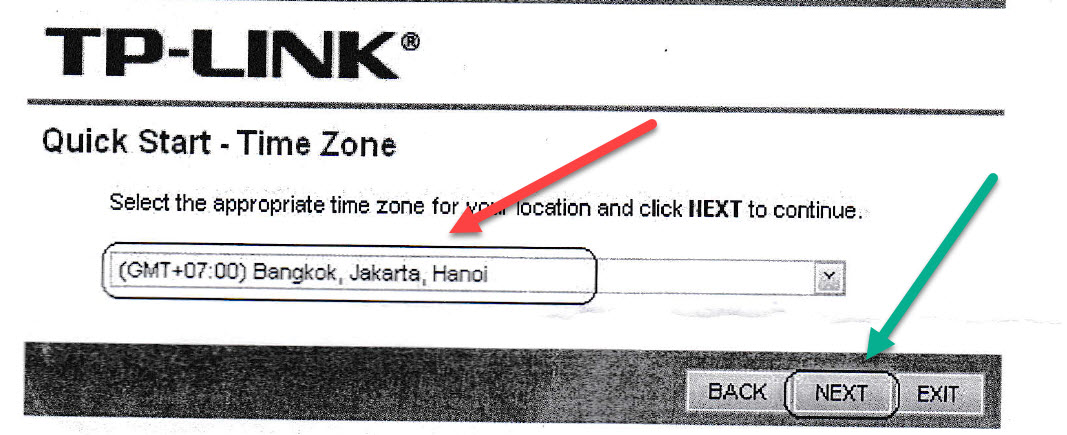 TP-LINK®
Quick Start - Time Zone
Select the appropriate time zone for your location and click NEXT to continue.
(GMT+07:00) Bangkok, Jakarta, Hanoi
BACK NEXT EXIT